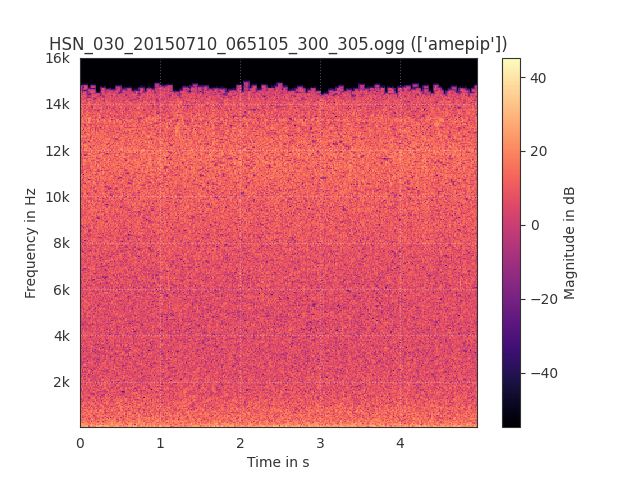 HSN_030_20150710_065105_300_305.ogg (['amepip'])
16k
14k
12k
10k
8k
6k
4k
2k
Frequency in Hz
0 1 2 3 4
Time in s
40
20
0
−20
−40
Magnitude in dB